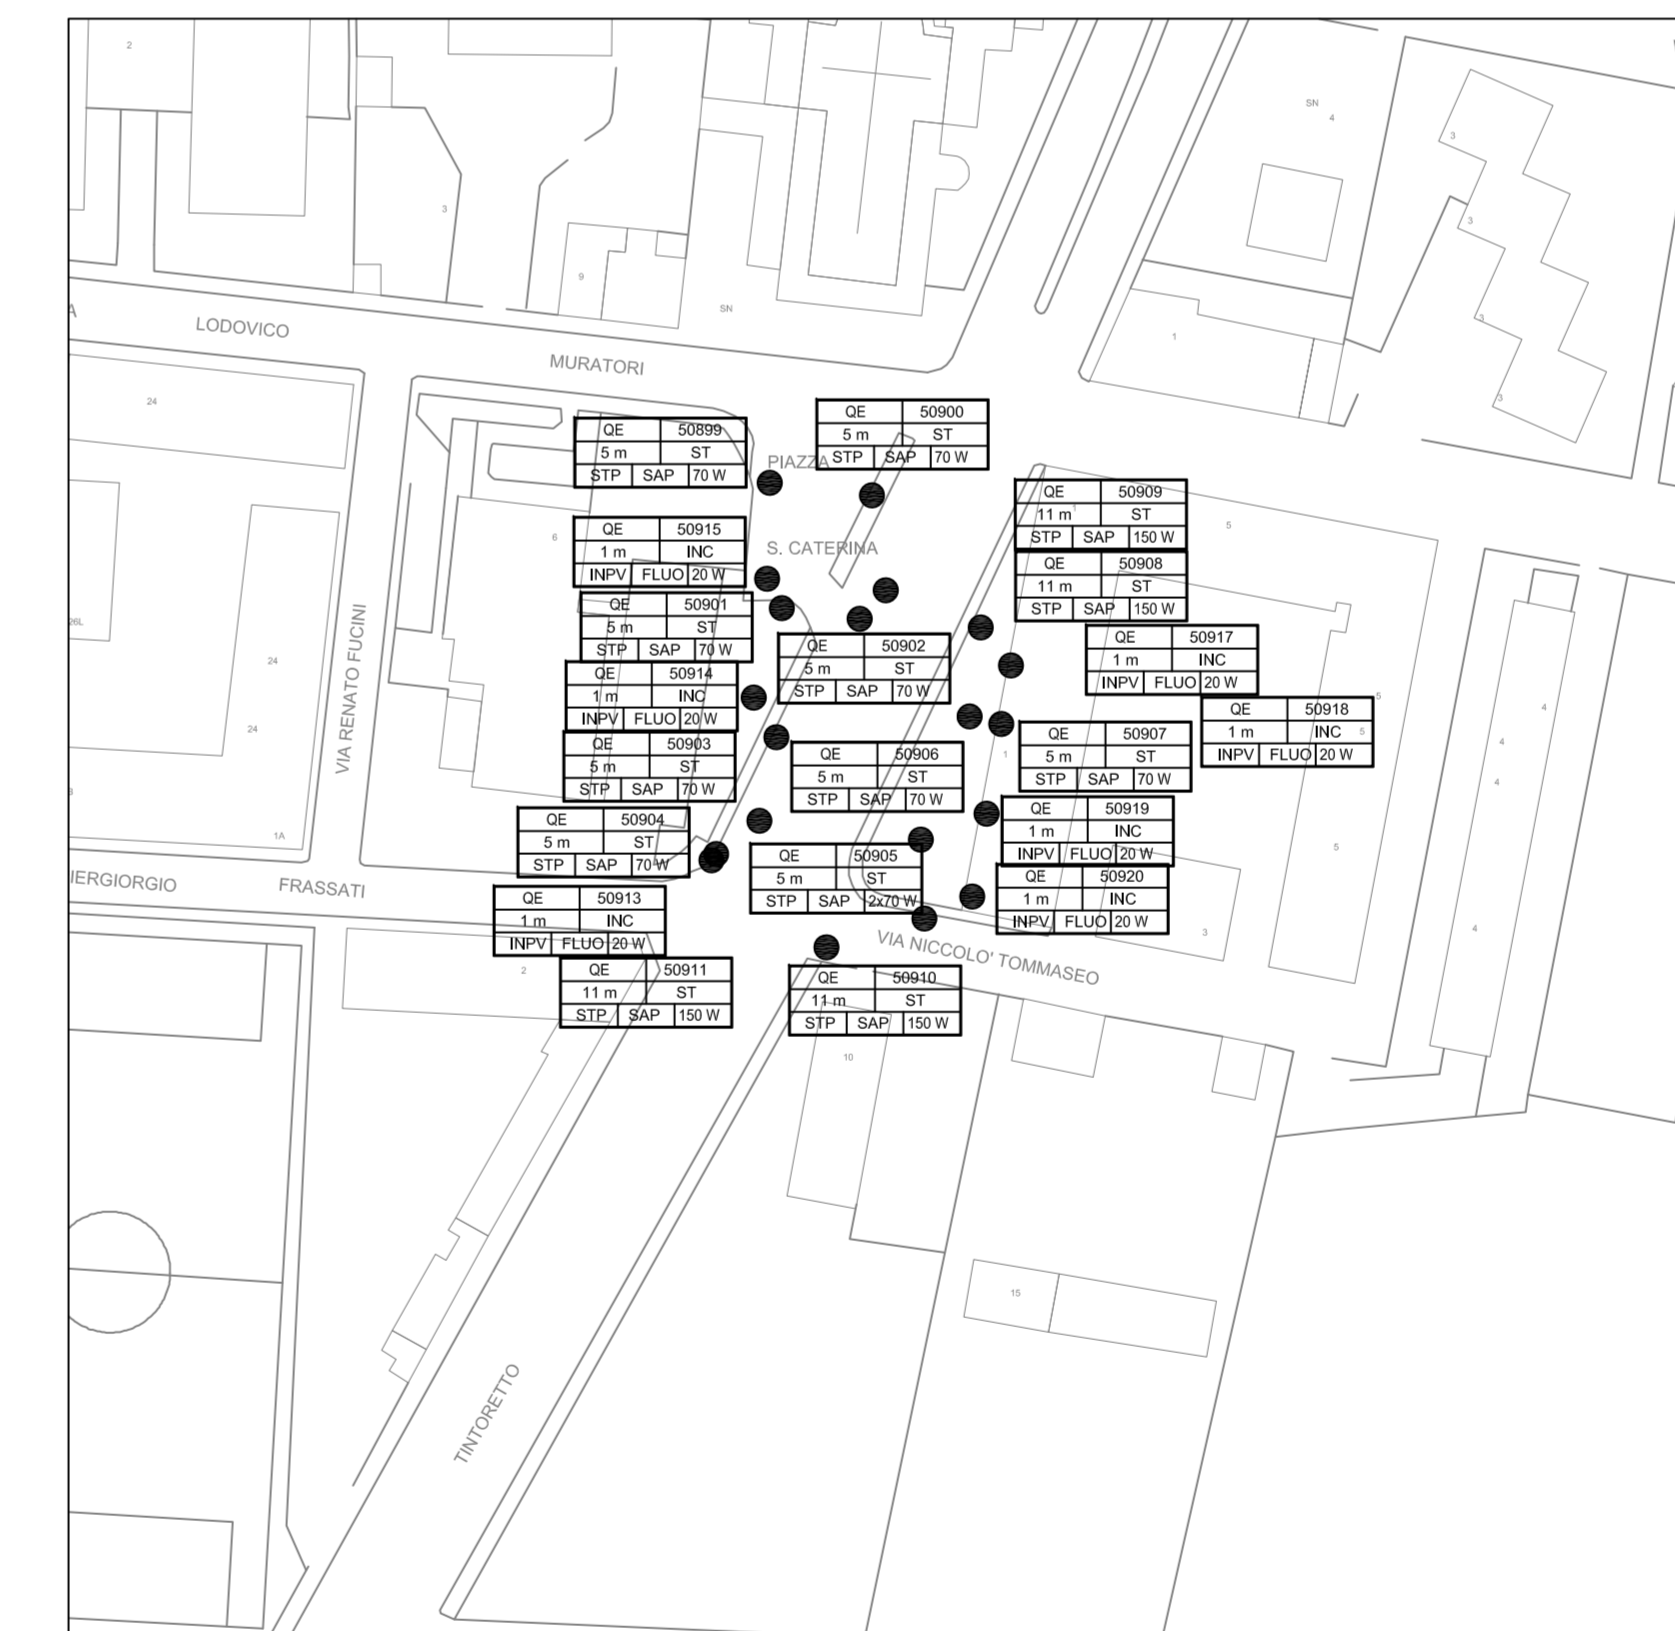 2
SN
4
3
3
3
9
SN
3
1
3
A
LODOVICO
MURATORI
24
QE 50899
5 m ST
STP SAP 70 W
QE 50900
5 m ST
STP SAP 70 W
PIAZZA
S. CATERINA
6
QE 50915
1 m INC
INPV FLUO 20 W
QE 50909
11 m ST
STP SAP 150 W
1
5
QE 50908
11 m ST
STP SAP 150 W
QE 50901
5 m ST
STP SAP 70 W
26L
24
VIA RENATO FUCINI
QE 50902
5 m ST
STP SAP 70 W
QE 50917
1 m INC
INPV FLUO 20 W
QE 50914
1 m INC
INPV FLUO 20 W
5
QE 50918
1 m INC
INPV FLUO 20 W
5
4
4
4
24
QE 50903
5 m ST
STP SAP 70 W
QE 50906
5 m ST
STP SAP 70 W
1
QE 50907
5 m ST
STP SAP 70 W
QE 50904
5 m ST
STP SAP 70 W
QE 50919
1 m INC
INPV FLUO 20 W
5
1A
QE 50905
5 m ST
STP SAP 2x70 W
QE 50920
1 m INC
INPV FLUO 20 W
IERGIORGIO
FRASSATI
QE 50913
1 m INC
INPV FLUO 20 W
3
4
VIA NICCOLO' TOMMASEO
2
QE 50911
11 m ST
STP SAP 150 W
QE 50910
11 m ST
STP SAP 150 W
10
15
TINTORETTO